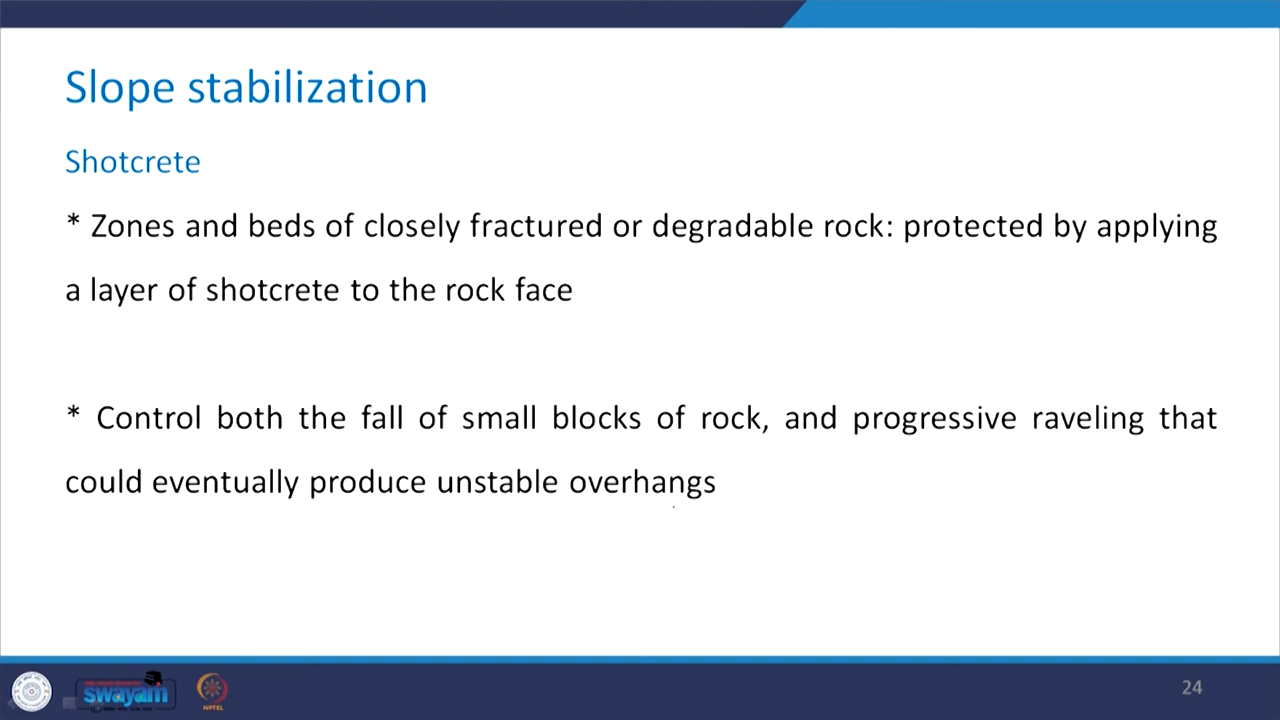 Slope stabilization
Shotcrete
* Zones and beds of closely fractured or degradable rock: protected by applying
a layer of shotcrete to the rock face
* Control both the fall of small blocks of rock, and progressive raveling that
could eventually produce unstable overhangs
swayam
NPTEL
24